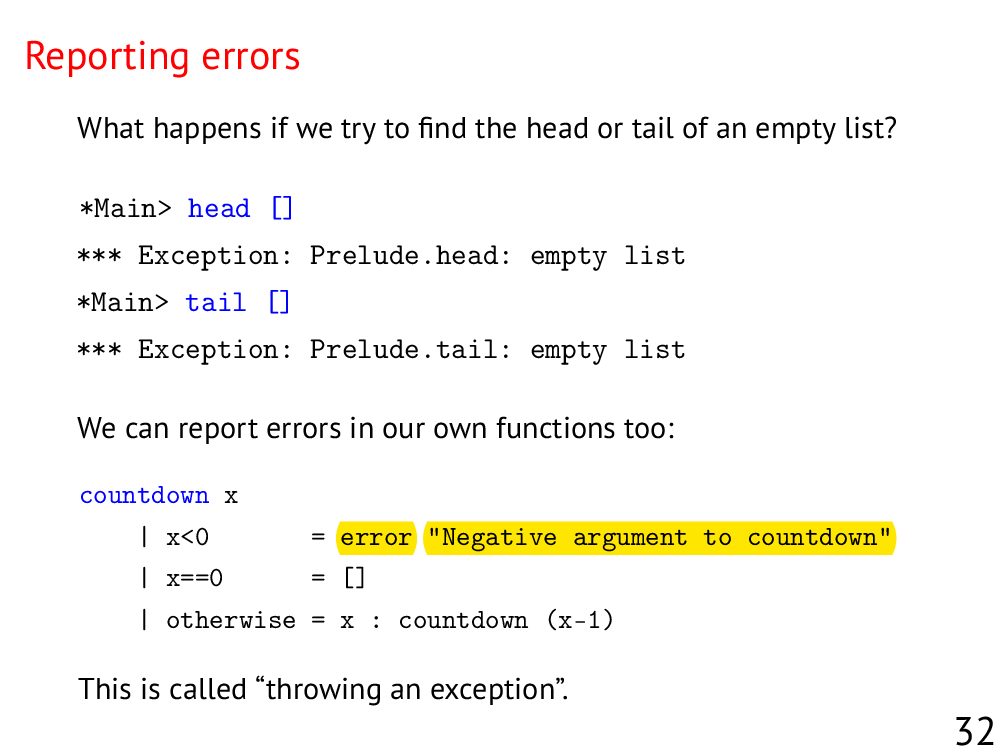 Reporting errors
What happens if we try to find the head or tail of an empty list?
*Main> head []
*** Exception: Prelude.head: empty list
*Main> tail []
*** Exception: Prelude.tail: empty list
We can report errors in our own functions too:
countdown x
    | x<0       = error "Negative argument to countdown"
    | x==0      = []
    | otherwise = x : countdown (x-1)
This is called “throwing an exception”.
32